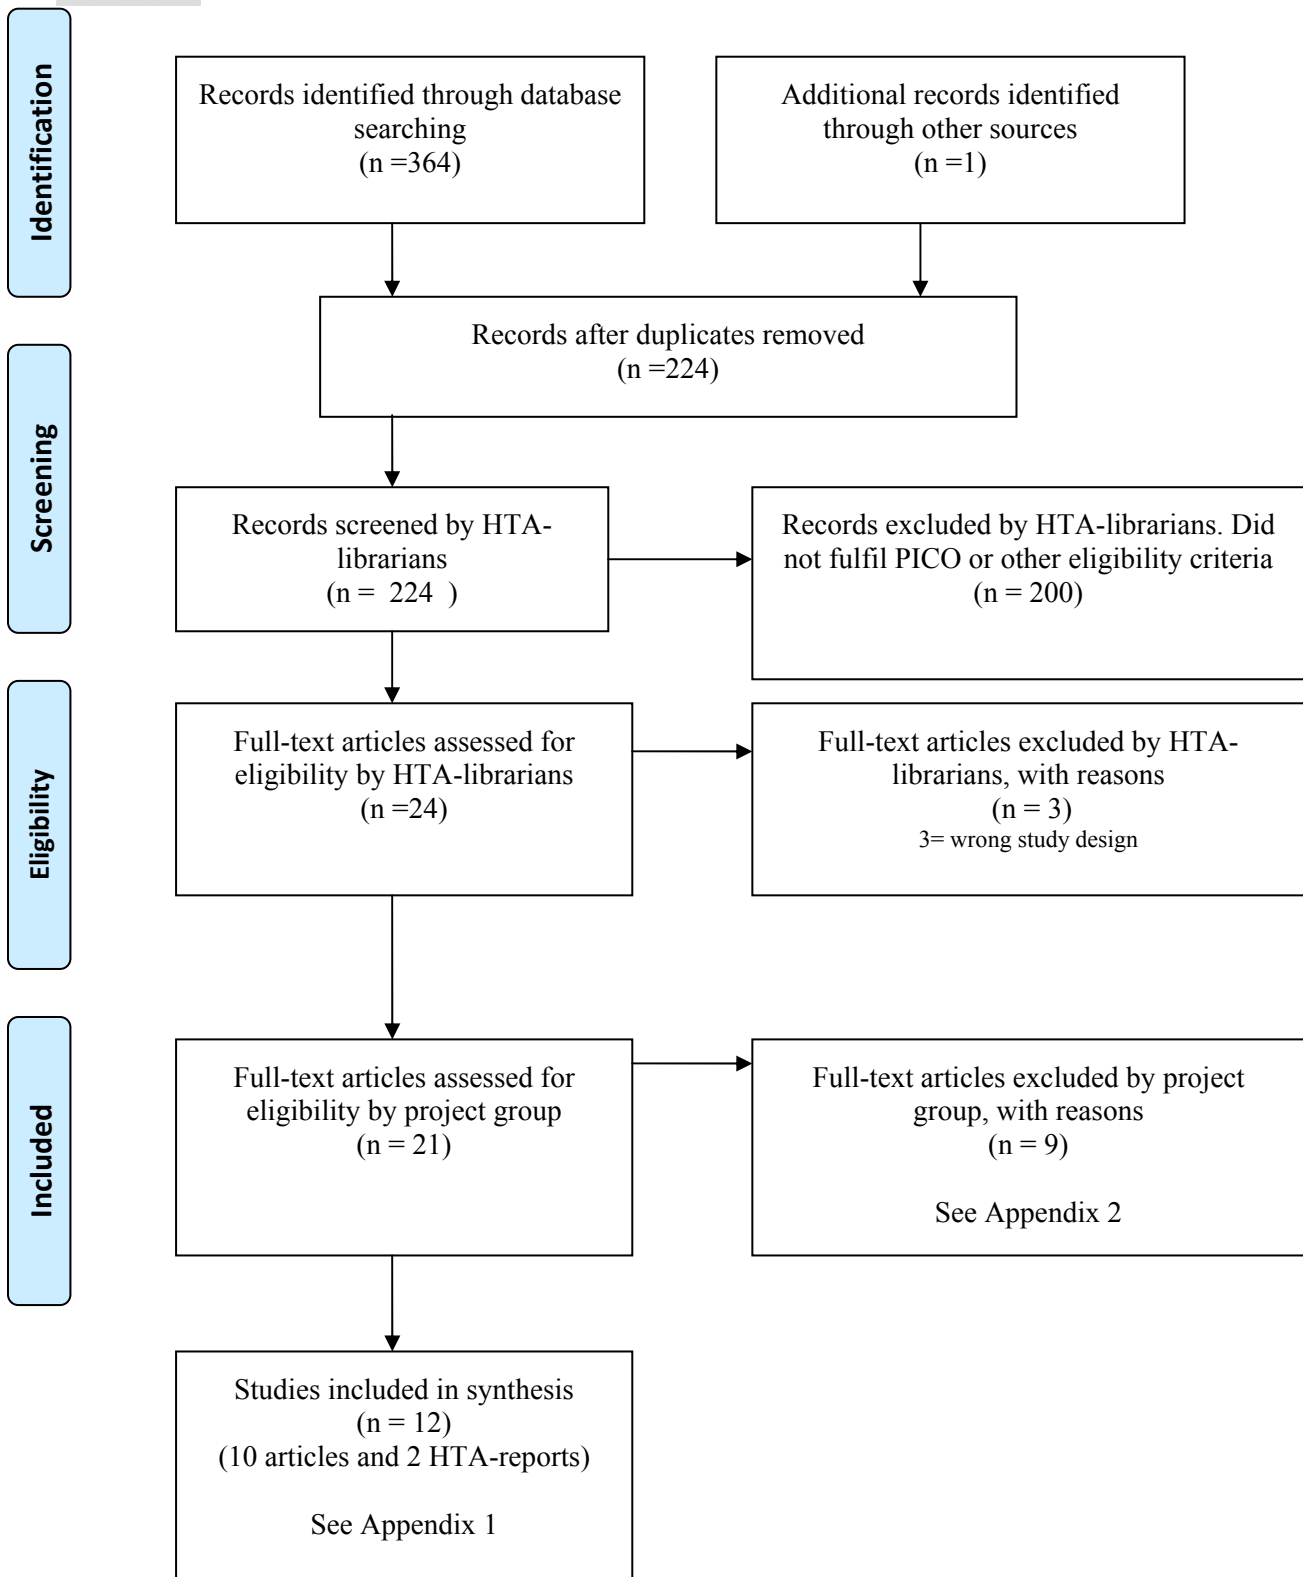 Identification
Records identified through database
searching
(n =364)
Additional records identified
through other sources
(n =1)
Records after duplicates removed
(n =224)
Screening
Records screened by HTA-
librarians
(n =  224  )
Records excluded by HTA-librarians. Did
not fulfil PICO or other eligibility criteria
(n = 200)
Eligibility
Full-text articles assessed for
eligibility by HTA-librarians
(n =24)
Full-text articles excluded by HTA-
librarians, with reasons
(n = 3)
3= wrong study design
Included
Full-text articles assessed for
eligibility by project group
(n = 21)
Full-text articles excluded by project
group, with reasons
(n = 9)
See Appendix 2
Studies included in synthesis
(n = 12)
(10 articles and 2 HTA-reports)
See Appendix 1